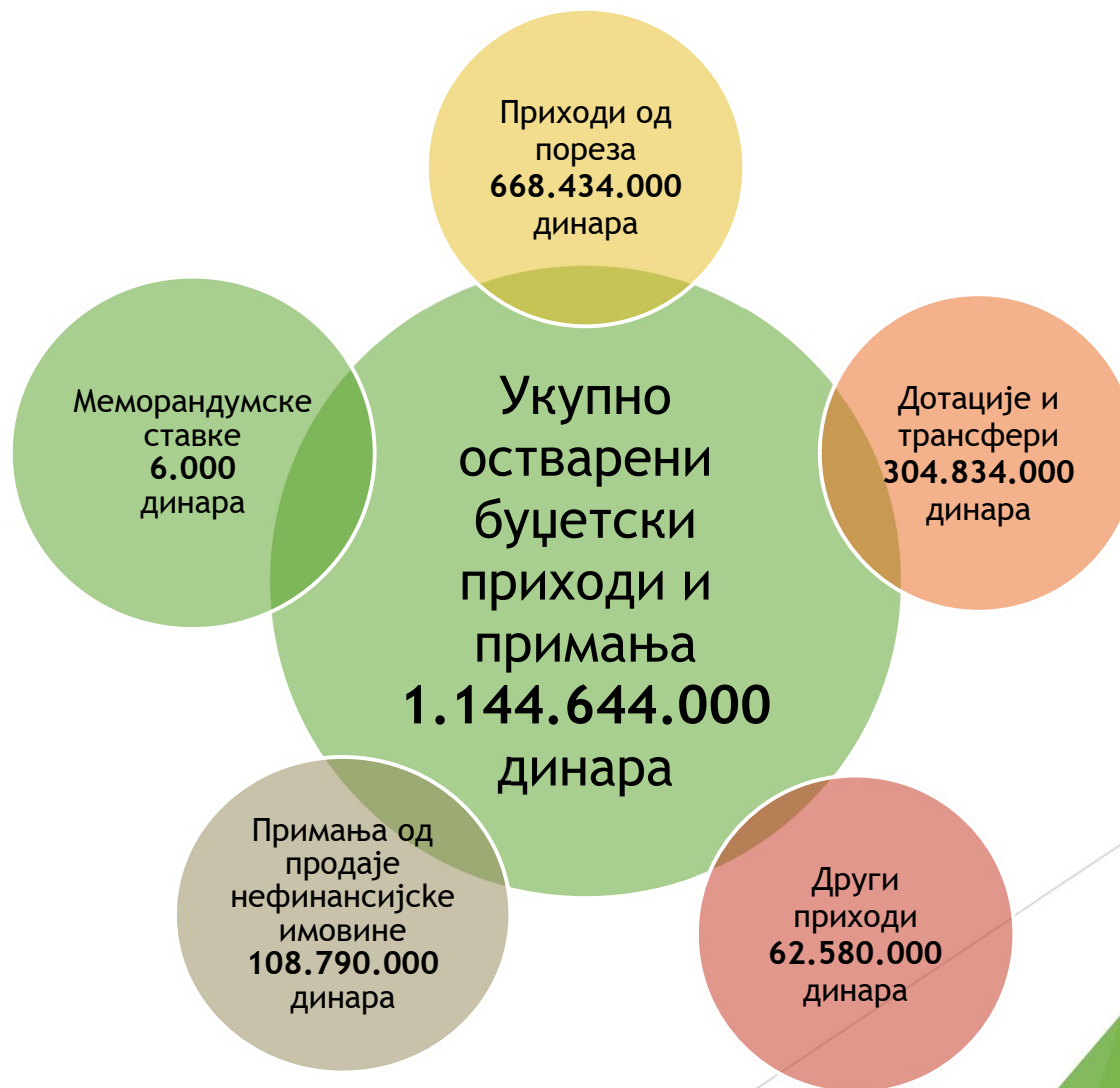 Приходи од
пореза
668.434.000
динара
Меморандумске
ставке
6.000
динара
Укупно
остварени
буџетски
приходи и
примања
1.144.644.000
динара
Дотације и
трансфери
304.834.000
динара
Примања од
продаје
нефинансијске
имовине
108.790.000
динара
Други
приходи
62.580.000
динара